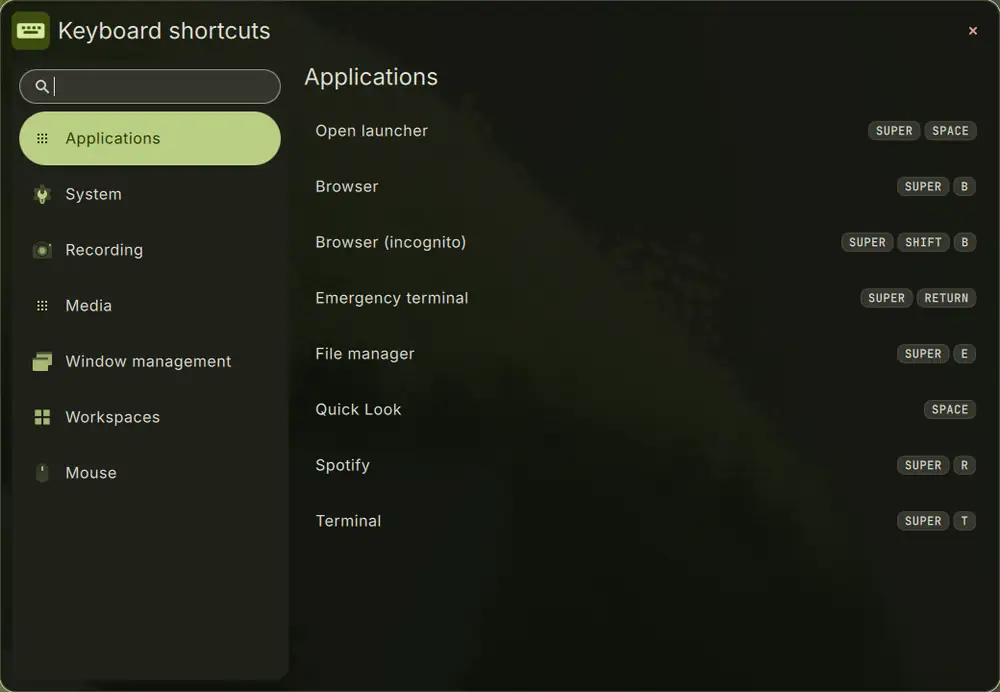 Keyboard shortcuts
Applications
System
Recording
Media
Window management
Workspaces
Mouse
Applications
Open launcher SUPER SPACE
Browser SUPER B
Browser (incognito) SUPER SHIFT B
Emergency terminal SUPER RETURN
File manager SUPER E
Quick Look SPACE
Spotify SUPER R
Terminal SUPER T